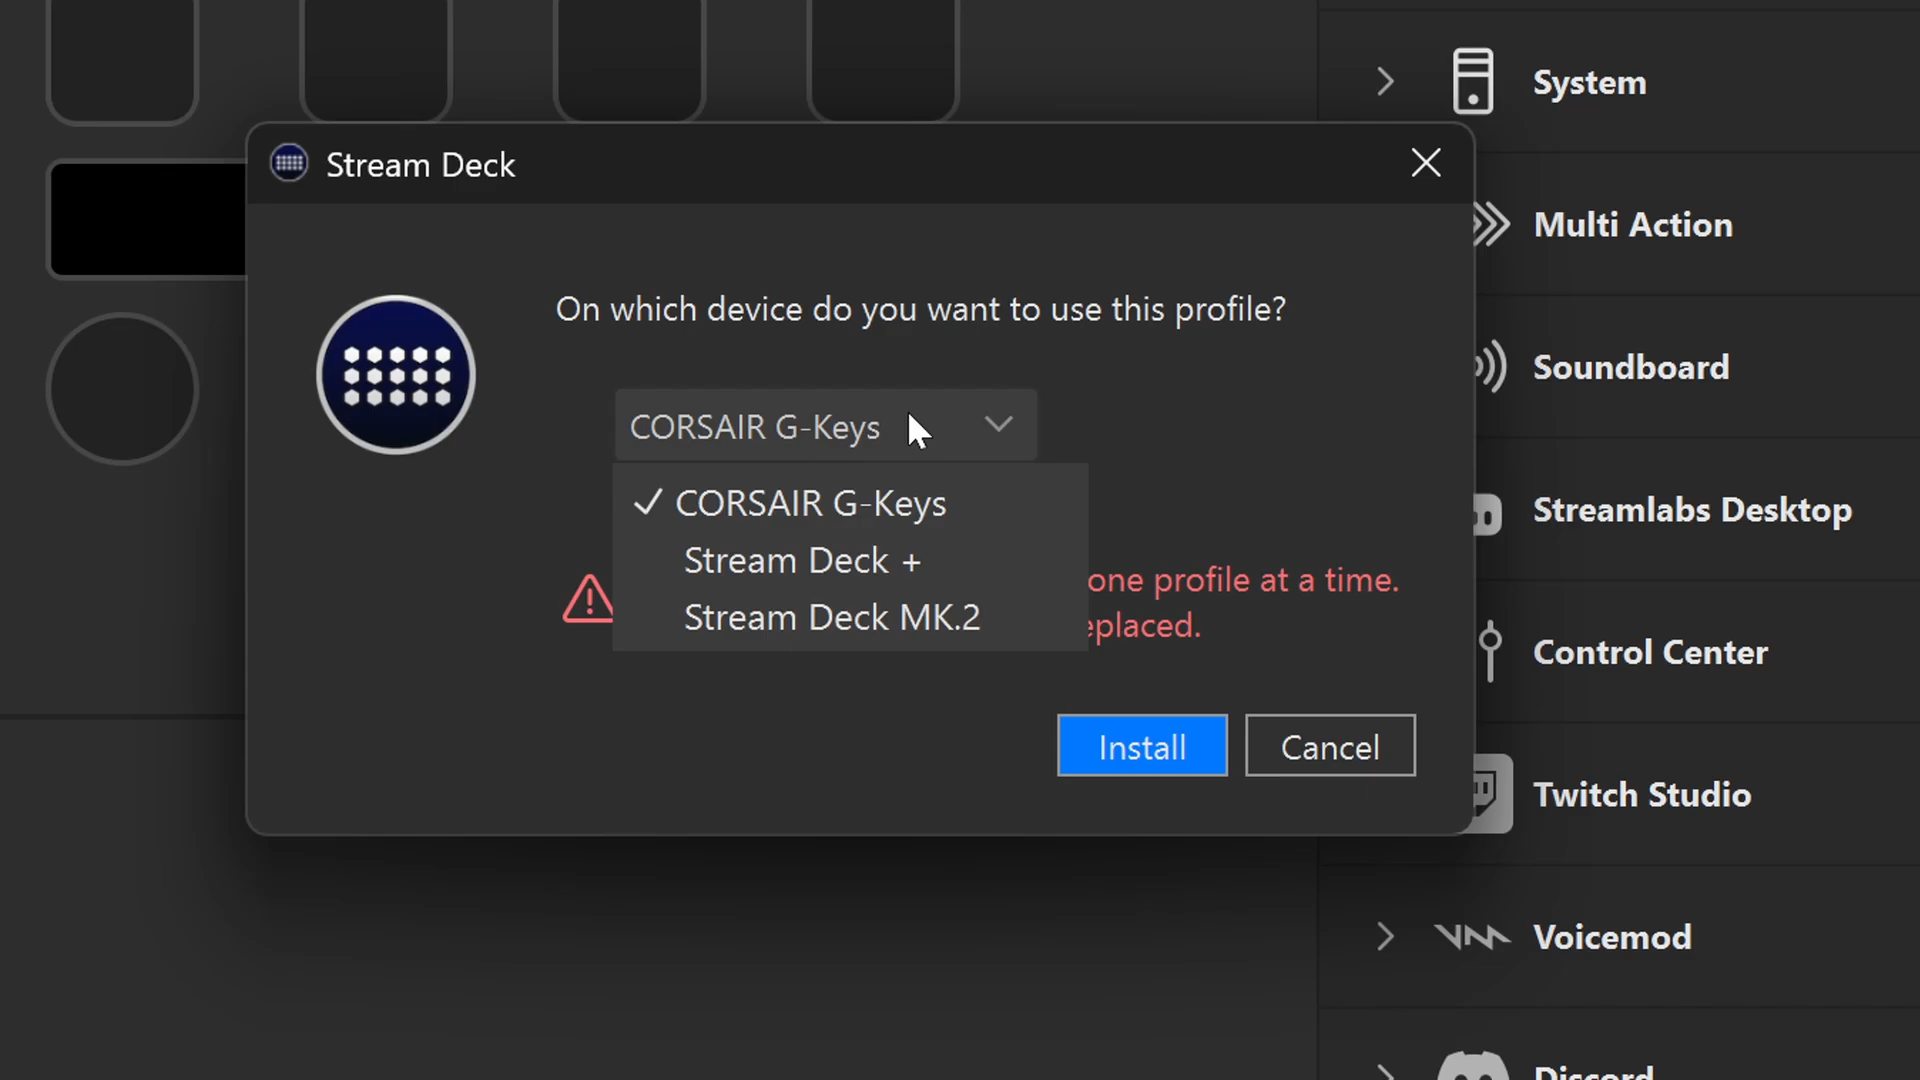 System
Stream Deck
Multi Action
On which device do you want to use this profile?
Soundboard
CORSAIR G-Keys
CORSAIR G-Keys
Streamlabs Desktop
Stream Deck +
one profile at a time.
Stream Deck MK.2
Control Center
Install
Cancel
Twitch Studio
Voicemod
Discord